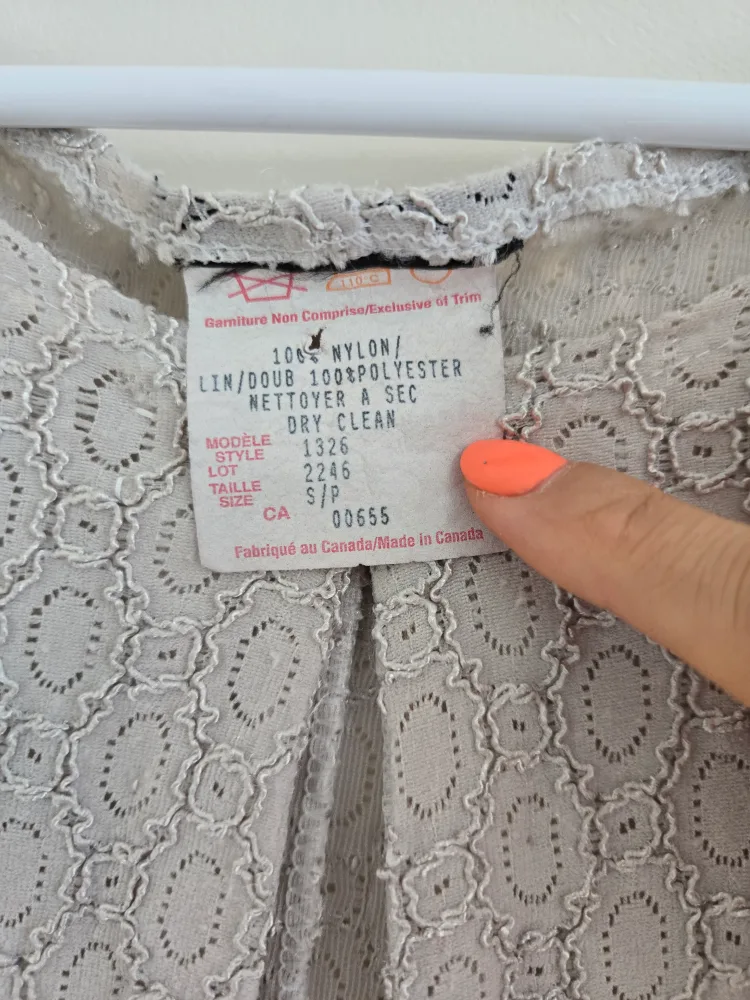 110°C
Garniture Non Comprise/Exclusive of Trim
100% NYLON/
LIN/DOUB 100%POLYESTER
NETTOYER A SEC
DRY CLEAN
MODÈLE
STYLE 1326
LOT 2246
TAILLE
SIZE S/P
CA 00655
Fabriqué au Canada/Made in Canada